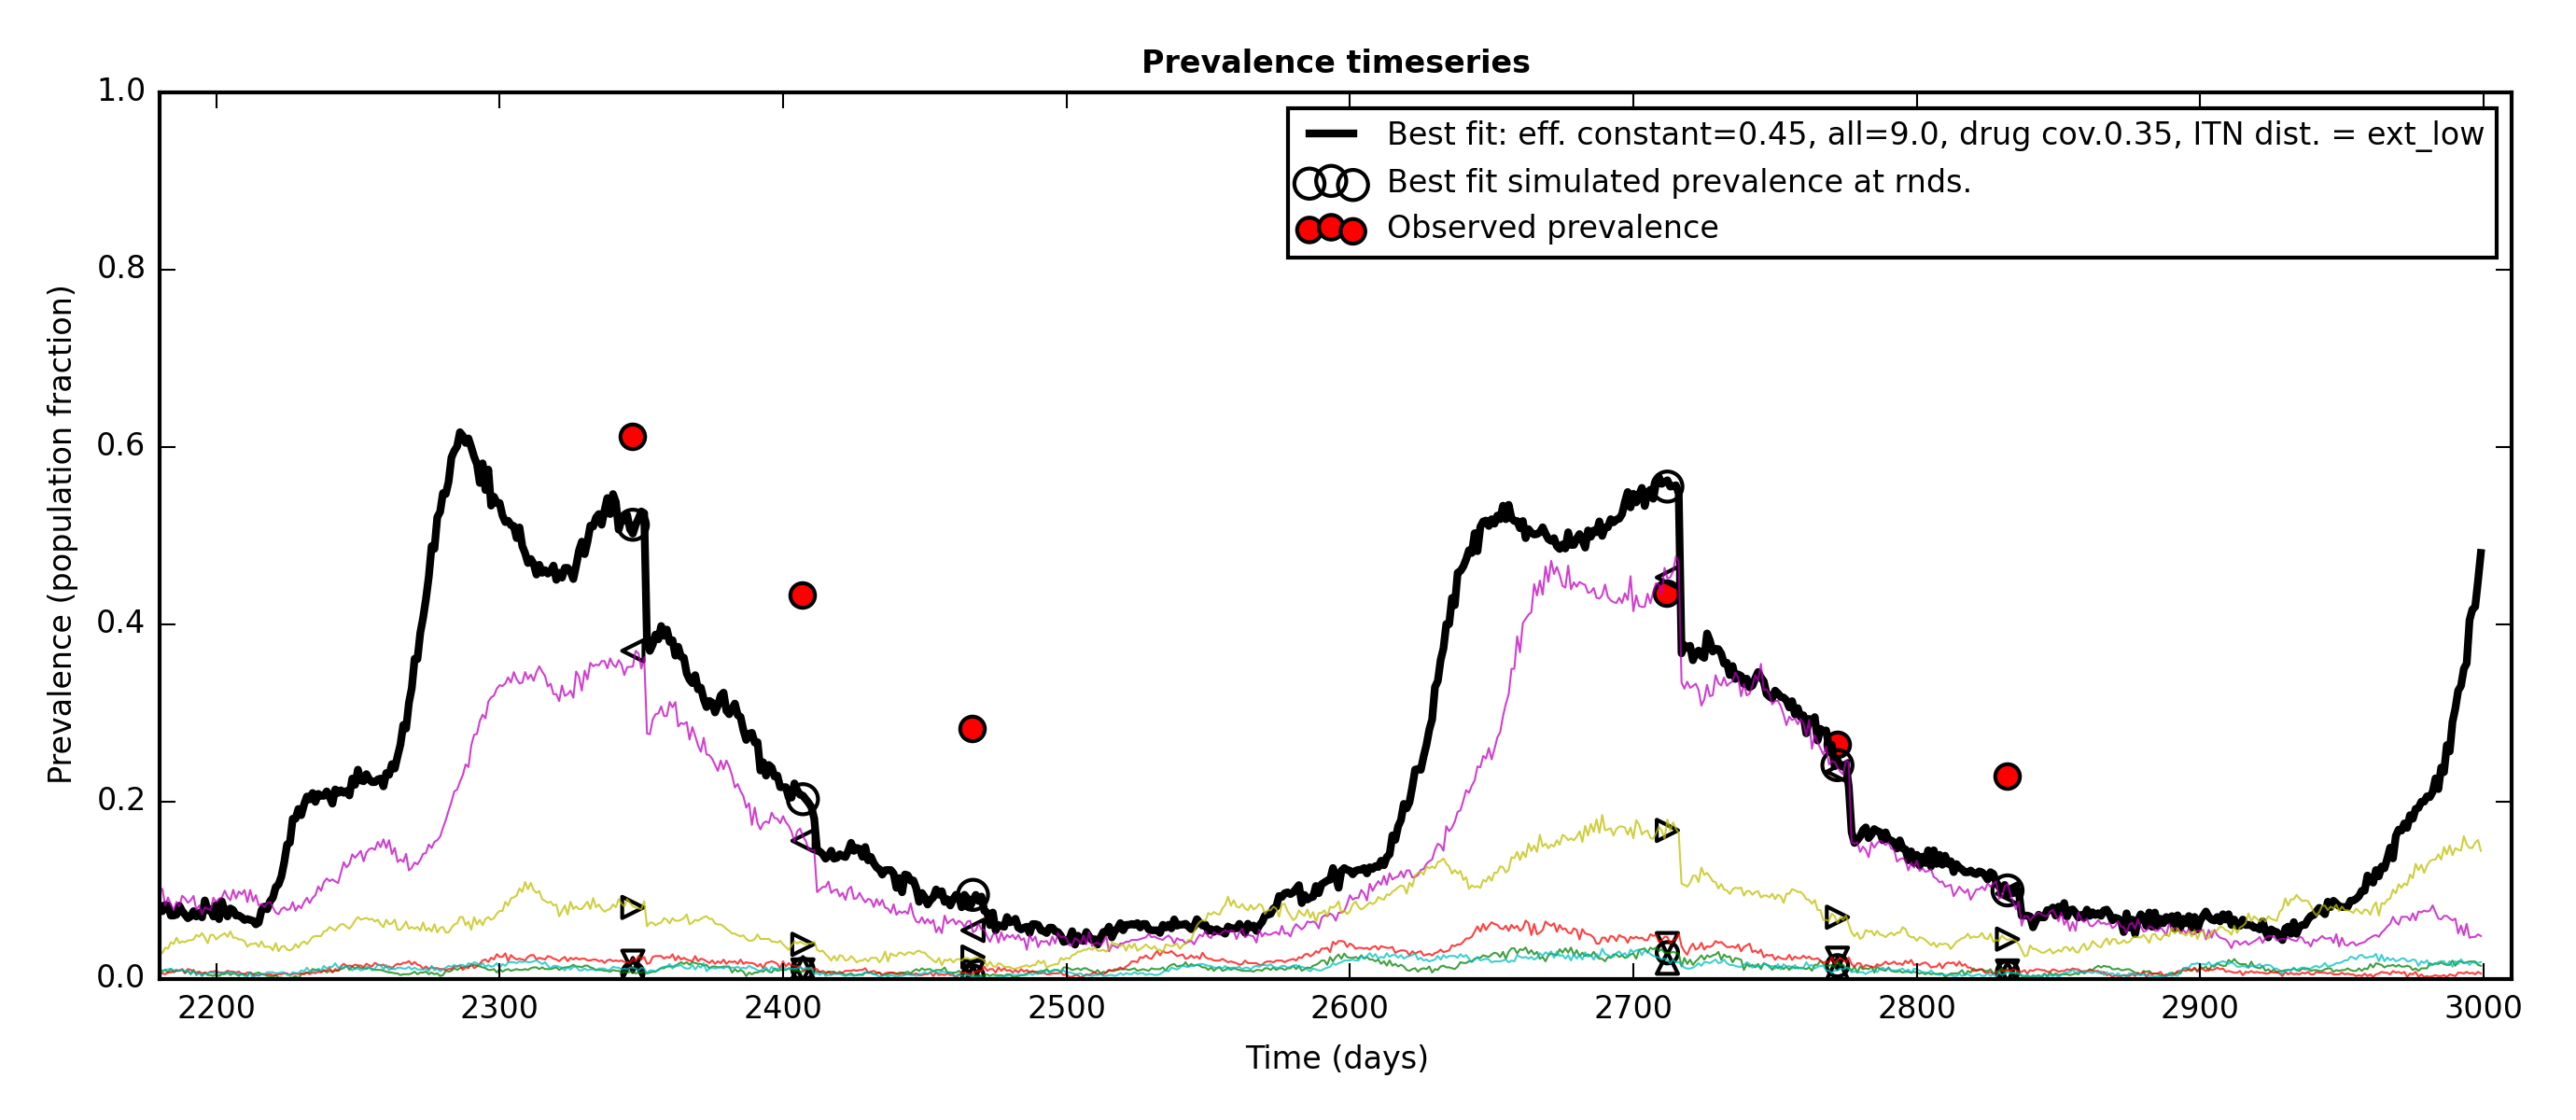 Prevalence timeseries
1.0
0.8
0.6
0.4
0.2
0.0
Prevalence (population fraction)
Best fit: eff. constant=0.45, all=9.0, drug cov.0.35, ITN dist. = ext_low
Best fit simulated prevalence at rnds.
Observed prevalence
2200 2300 2400 2500 2600 2700 2800 2900 3000
Time (days)